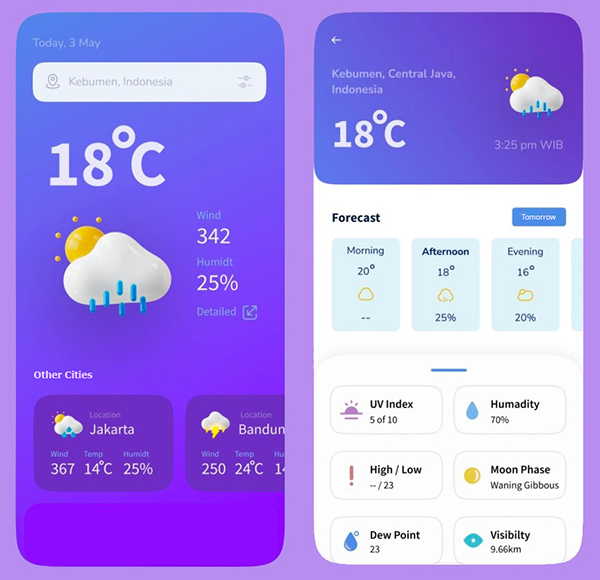 Today, 3 May
Kebumen, Indonesia
18°C
Wind
342
Humidt
25%
Detailed
Other Cities
Location
Jakarta
Wind Temp Humidt
367 14°C 25%
Location
Bandun
Wind Temp Hu
250 24°C 14
Kebumen, Central Java,
Indonesia
18°C
3:25 pm WIB
Forecast
Tomorrow
Morning
20°
--
Afternoon
18°
25%
Evening
16°
20%
UV Index
5 of 10
Humadity
70%
High / Low
-- / 23
Moon Phase
Waning Gibbous
Dew Point
23
Visibilty
9.66km